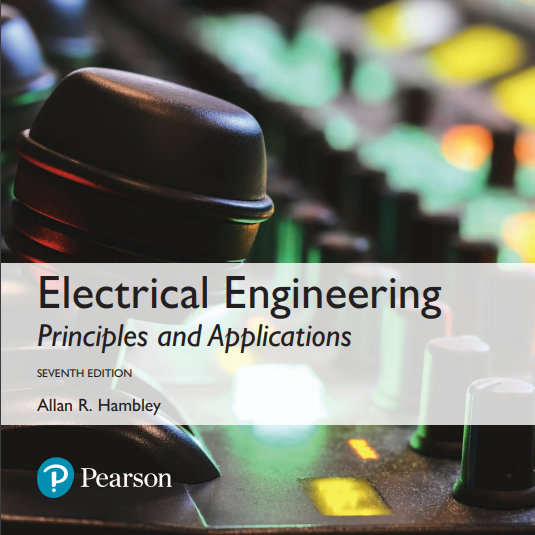 Electrical Engineering
Principles and Applications
SEVENTH EDITION
Allan R. Hambley
Pearson